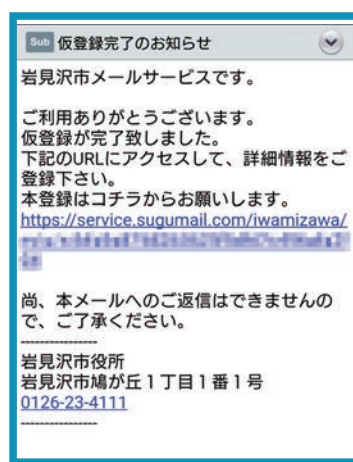 Sub 仮登録完了のお知らせ
岩見沢市メールサービスです。
ご利用ありがとうございます。
仮登録が完了致しました。
下記のURLにアクセスして、詳細情報をご
登録下さい。
本登録はコチラからお願いします。
https://service.sugumail.com/iwamizawa/
尚、本メールへのご返信はできませんの
で、ご了承ください。
----------------
岩見沢市役所
岩見沢市鳩が丘1丁目1番1号
0126-23-4111
----------------